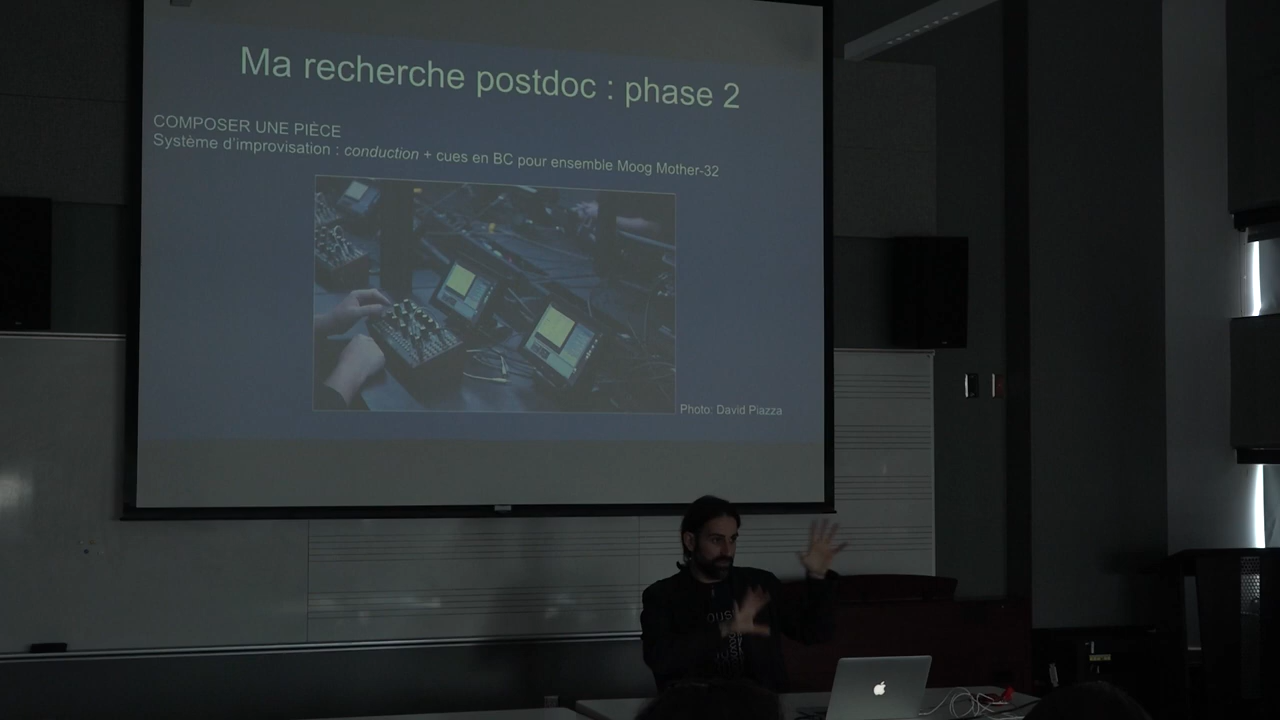 Ma recherche postdoc : phase 2
COMPOSER UNE PIÈCE
Système d'improvisation : conduction + cues en BC pour ensemble Moog Mother-32
Photo: David Piazza